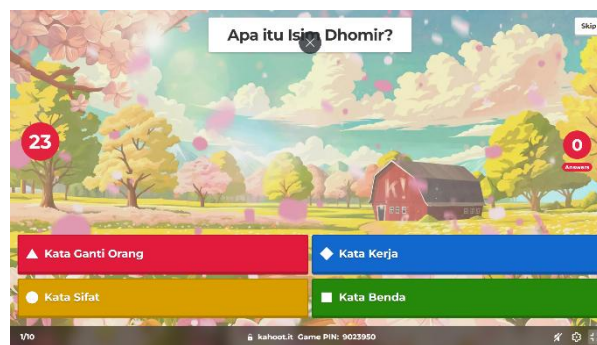 Apa itu Isim Dhomir?
Skip
23
0
Answers
K!
Kata Ganti Orang
Kata Kerja
Kata Sifat
Kata Benda
1/10
kahoot.it Game PIN: 9023950